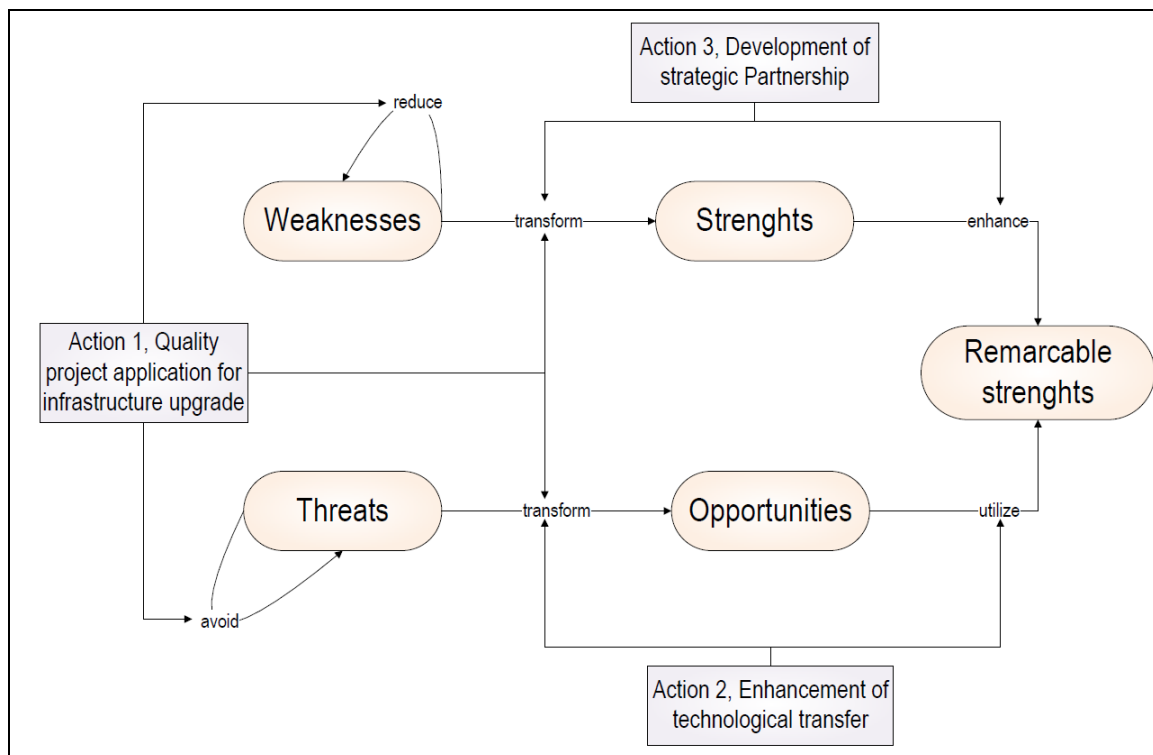 Action 3, Development of
strategic Partnership
reduce
Weaknesses
transform
Strenghts
enhance
Action 1, Quality
project application for
infrastructure upgrade
Remarcable
strenghts
Threats
transform
Opportunities
utilize
avoid
Action 2, Enhancement of
technological transfer